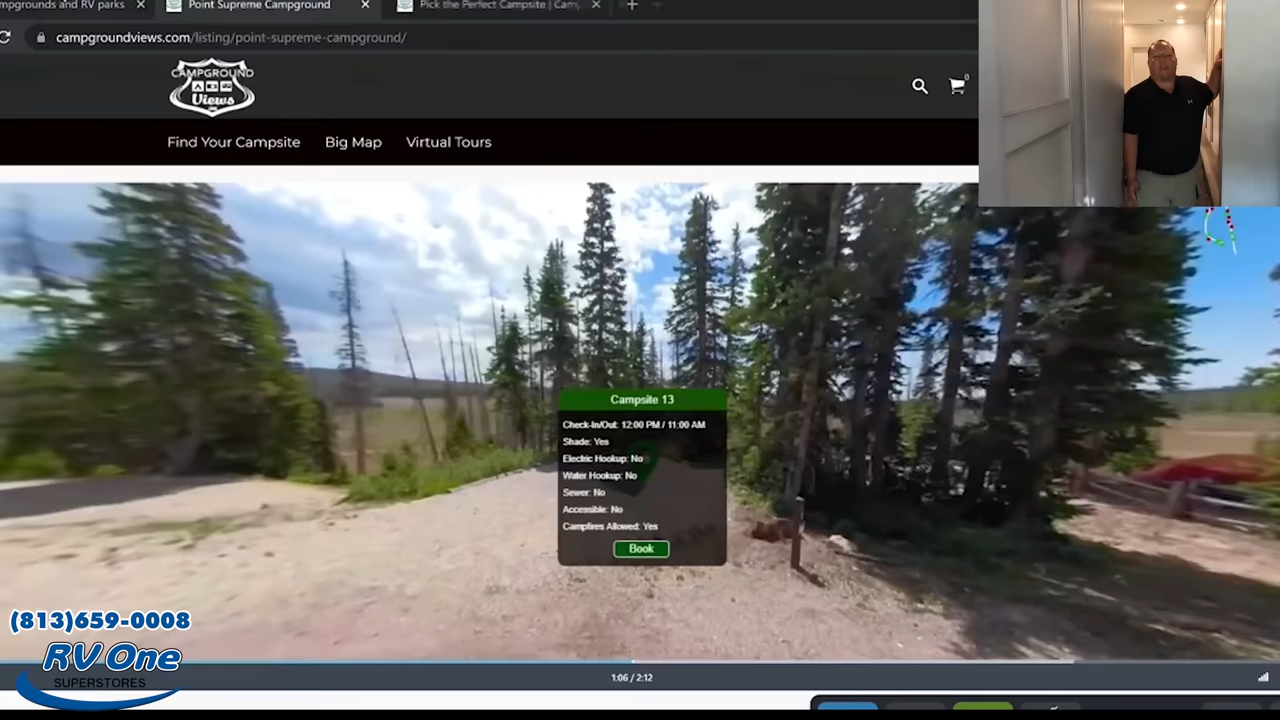 mpgrounds and RV parks
Point Supreme Campground
Pick the Perfect Campsite | Cam
campgroundviews.com/listing/point-supreme-campground/
CAMPGROUND
Views
0
Find Your Campsite
Big Map
Virtual Tours
Campsite 13
Check-In/Out: 12:00 PM / 11:00 AM
Shade: Yes
Electric Hookup: No
Water Hookup: No
Sewer: No
Accessible: No
Campfires Allowed: Yes
Book
(813)659-0008
RV One
SUPERSTORES
1:06 / 2:12